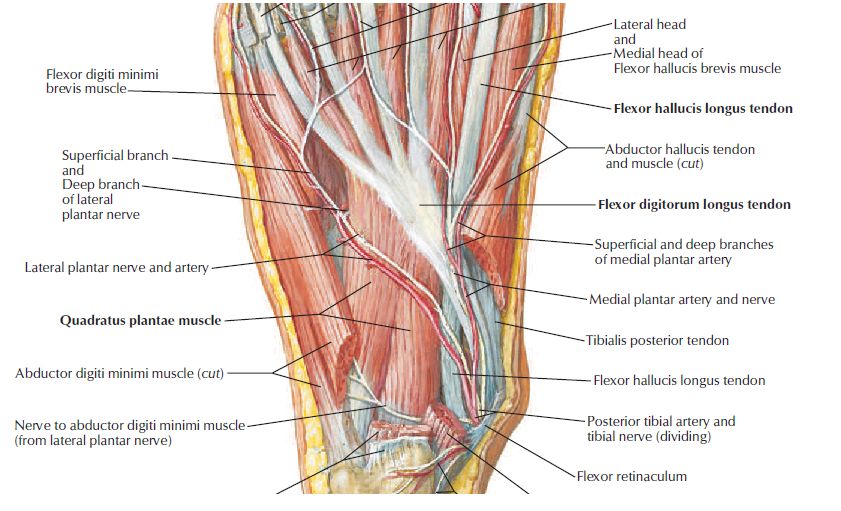 Lateral head
and
Medial head of
Flexor hallucis brevis muscle
Flexor digiti minimi
brevis muscle
Flexor hallucis longus tendon
Abductor hallucis tendon
and muscle (cut)
Superficial branch
and
Deep branch
of lateral
plantar nerve
Flexor digitorum longus tendon
Superficial and deep branches
of medial plantar artery
Lateral plantar nerve and artery
Medial plantar artery and nerve
Quadratus plantae muscle
Tibialis posterior tendon
Abductor digiti minimi muscle (cut)
Flexor hallucis longus tendon
Nerve to abductor digiti minimi muscle
(from lateral plantar nerve)
Posterior tibial artery and
tibial nerve (dividing)
Flexor retinaculum